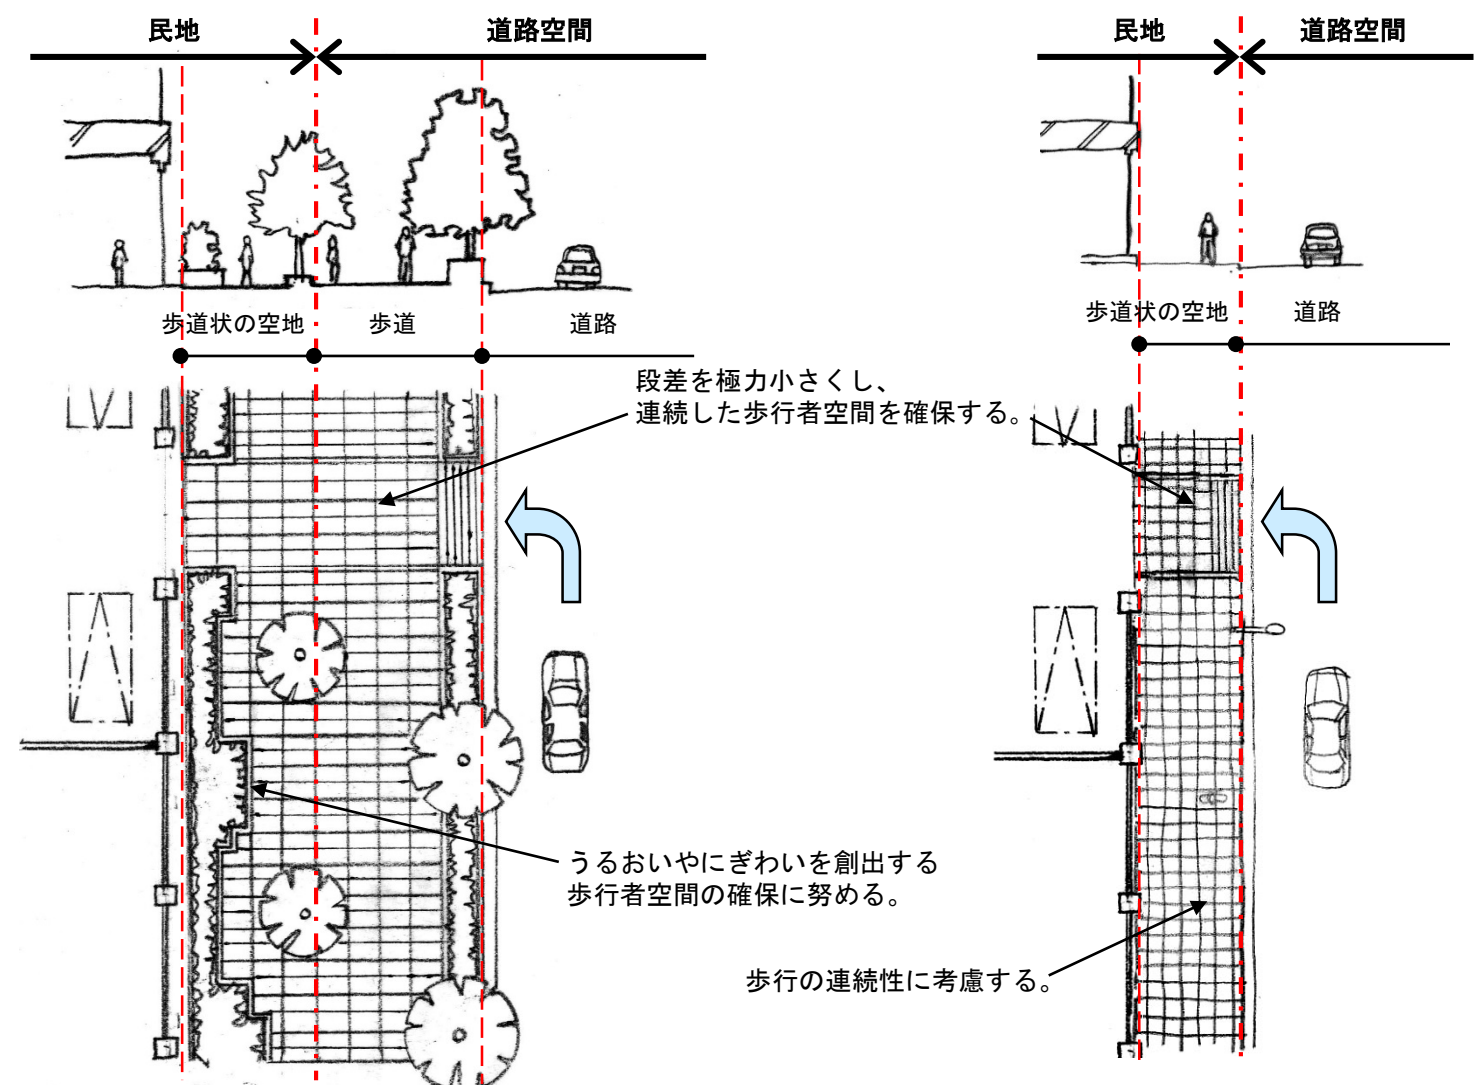 民地
道路空間
民地
道路空間
歩道状の空地
歩道
道路
歩道状の空地
道路
段差を極力小さくし、
連続した歩行者空間を確保する。
うるおいやにぎわいを創出する
歩行者空間の確保に努める。
歩行の連続性に考慮する。